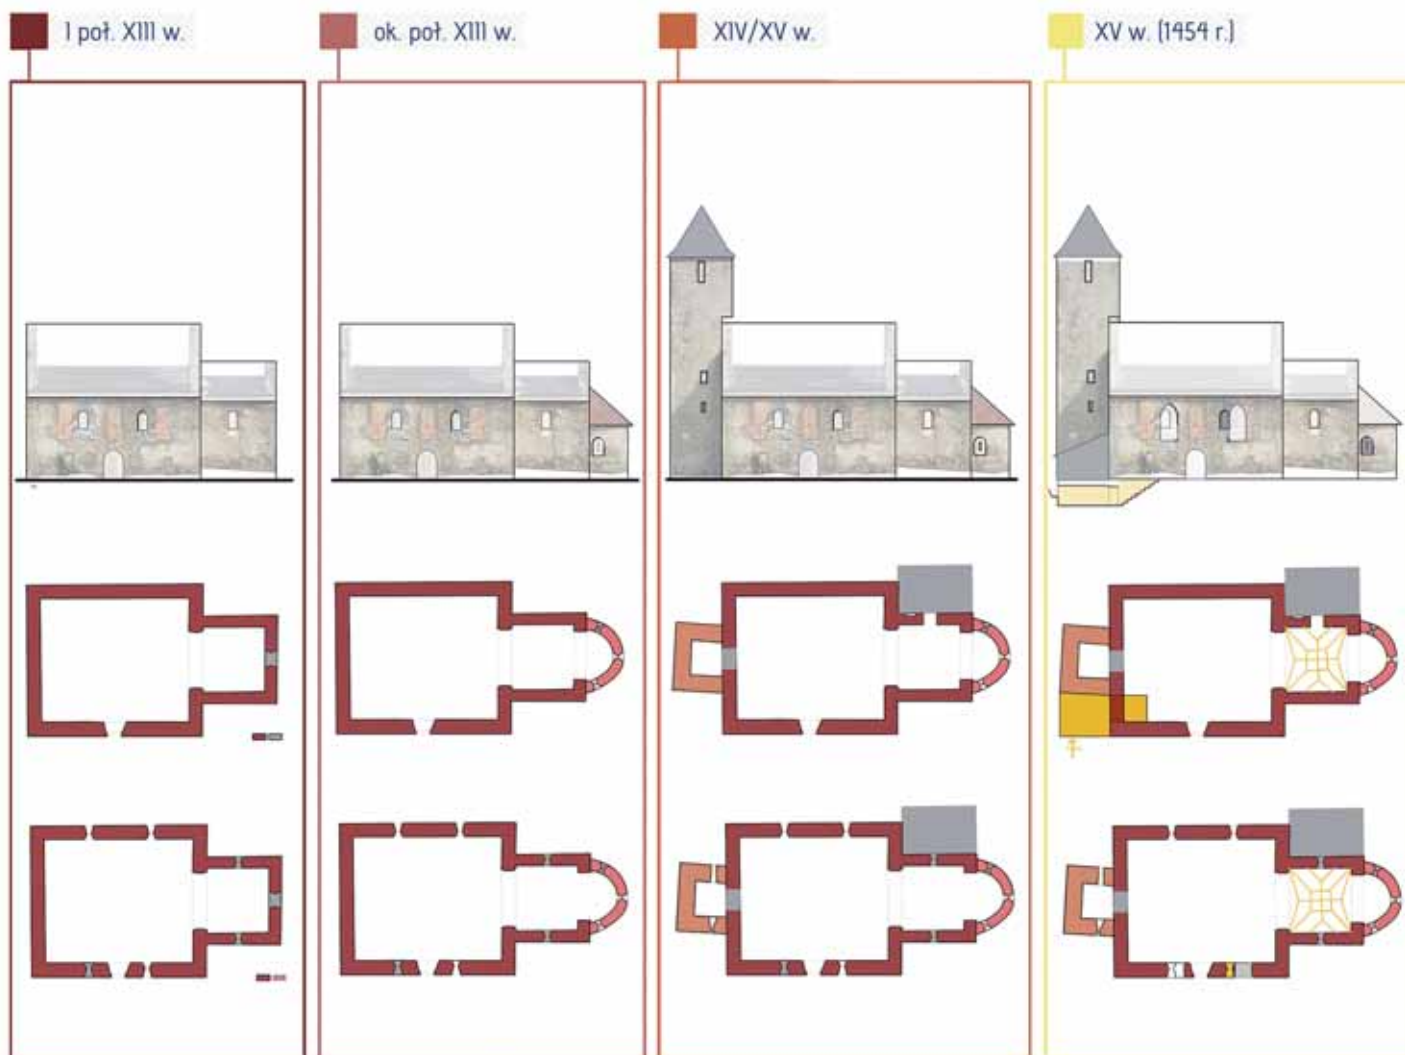 I poł. XIII w.
ok. poł. XIII w.
XIV/XV w.
XV w. (1454 r.)